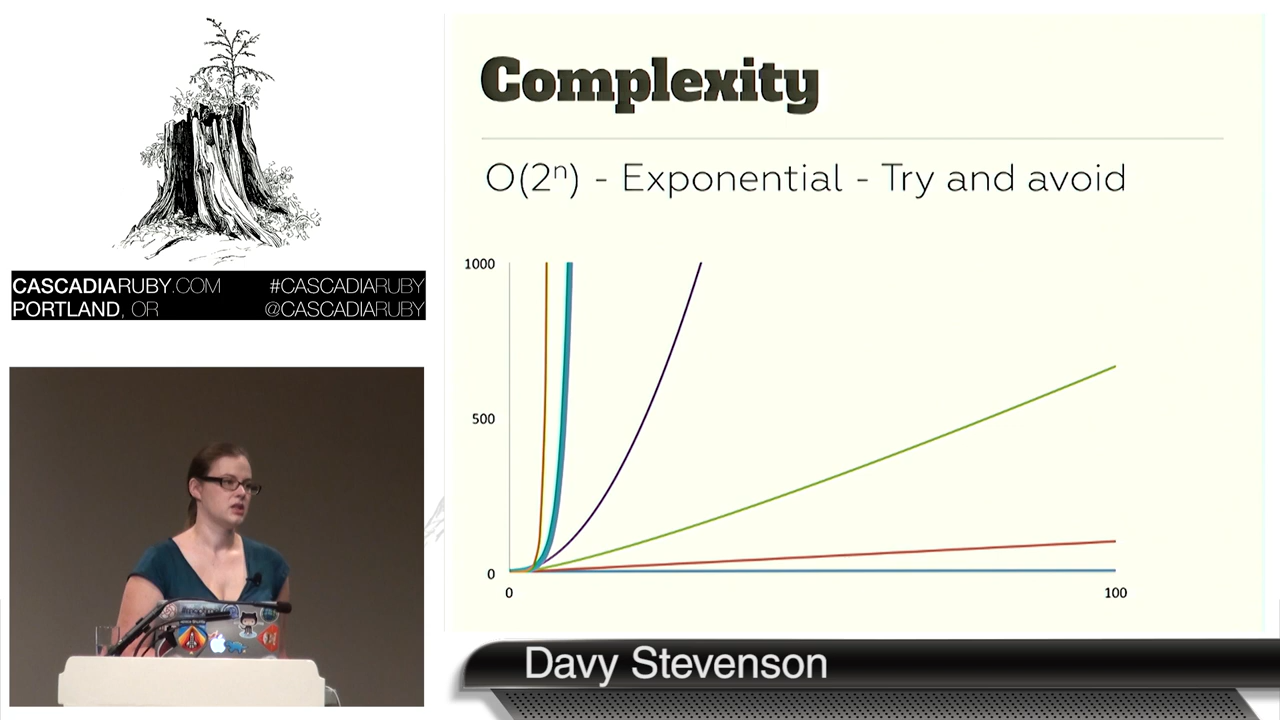 Complexity
O(2ⁿ) - Exponential - Try and avoid
1000
500
0
0
100
CASCADIARUBY.COM #CASCADIARUBY
PORTLAND, OR @CASCADIARUBY
Davy Stevenson